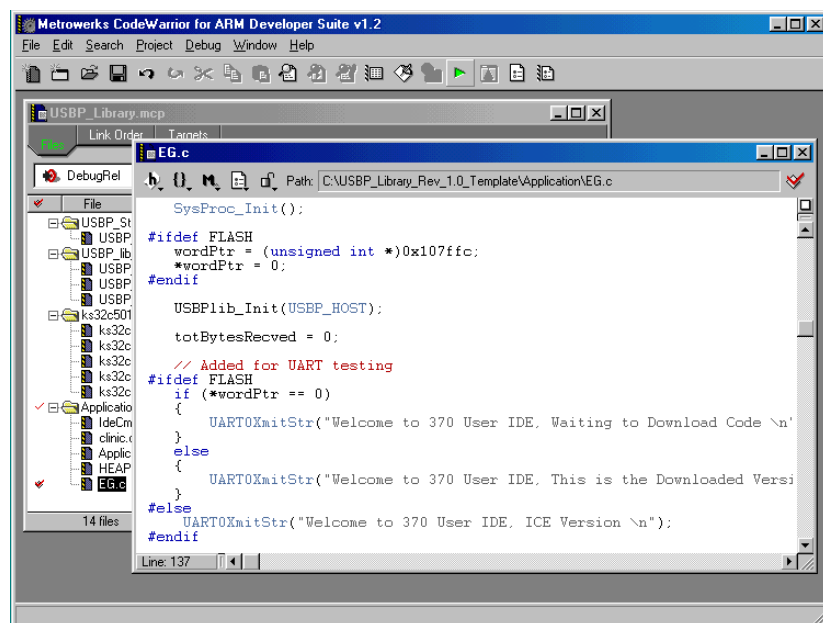 Metrowerks CodeWarrior for ARM Developer Suite v1.2
File Edit Search Project Debug Window Help
USBP_Library.mcp
Files Link Order Targets
DebugRel
File
USBP_St
USBP_
USBP_lib
USBP_
USBP_
USBP_
ks32c501
ks32c
ks32c
ks32c
ks32c
ks32c
Applicatio
IdeCm
clinic.c
Applic
HEAP
EG.c
14 files
EG.c
Path: C:\USBP_Library_Rev_1.0_Template\Application\EG.c
SysProc_Init();
#ifdef FLASH
wordPtr = (unsigned int *)0x107ffc;
*wordPtr = 0;
#endif
USBPlib_Init(USBP_HOST);
totBytesRecved = 0;
// Added for UART testing
#ifdef FLASH
if (*wordPtr == 0)
{
UART0XmitStr("Welcome to 370 User IDE, Waiting to Download Code \n"
}
else
{
UART0XmitStr("Welcome to 370 User IDE, This is the Downloaded Versi
}
#else
UART0XmitStr("Welcome to 370 User IDE, ICE Version \n");
#endif
Line: 137